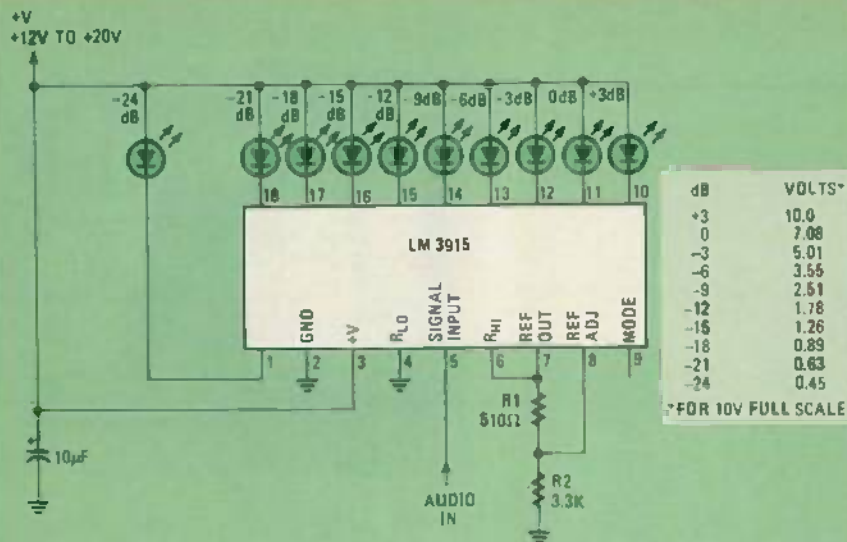 +V
+12V TO +20V
-24
dB
-21
dB
-18
dB
-15
dB
-12
dB
-9dB
-6dB
-3dB
0dB
+3dB
18
17
16
15
14
13
12
11
10
LM 3915
GND
+V
RLO
SIGNAL
INPUT
RHI
REF
OUT
REF
ADJ
MODE
1
2
3
4
5
6
7
8
9
10µF
R1
510Ω
R2
3.3K
AUDIO
IN
dB VOLTS*
+3 10.0
0 7.08
-3 5.01
-6 3.55
-9 2.51
-12 1.78
-15 1.26
-18 0.89
-21 0.63
-24 0.45
*FOR 10V FULL SCALE